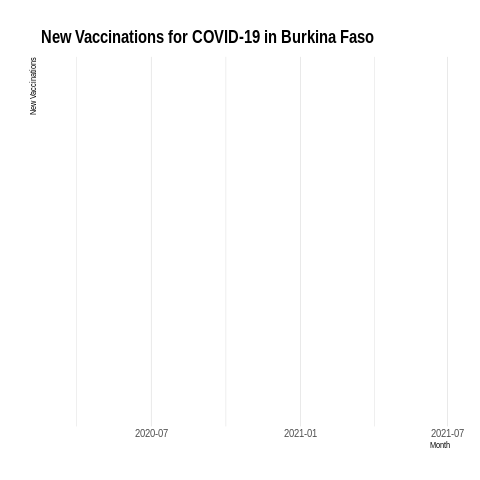 New Vaccinations for COVID-19 in Burkina Faso
New Vaccinations
2020-07
2021-01
2021-07
Month